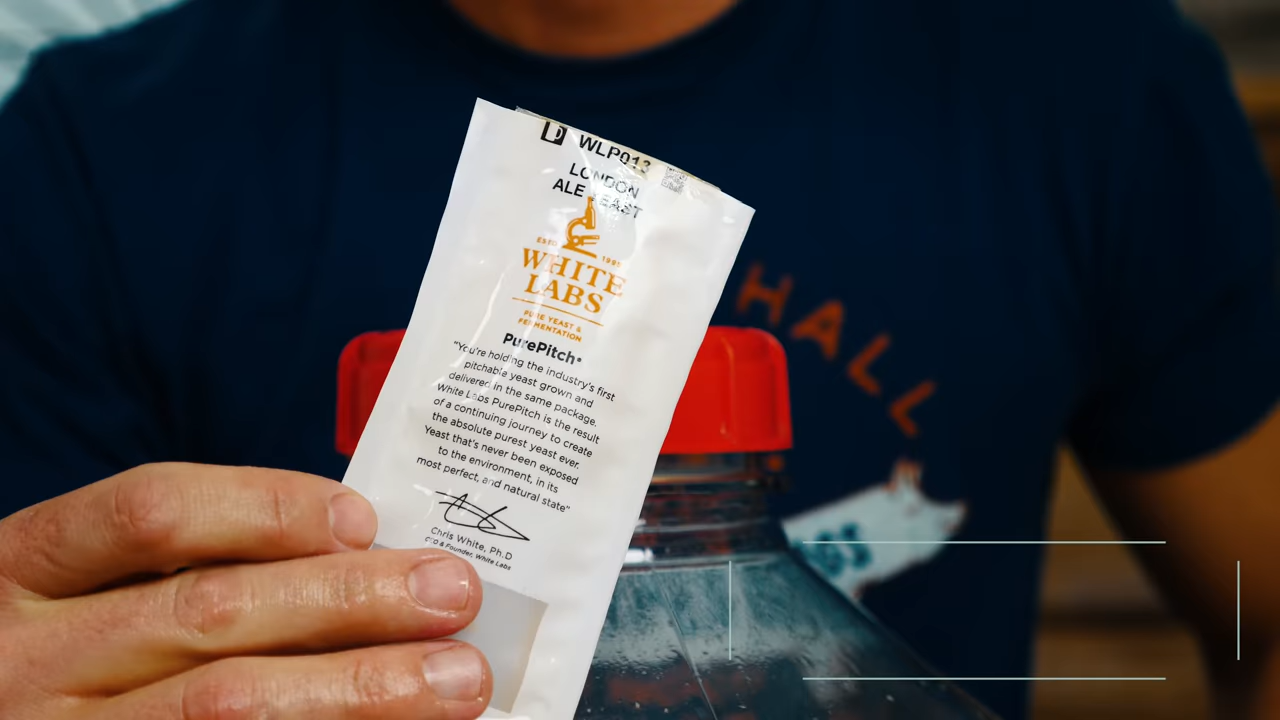 WLP013
LONDON
ALE YEAST
ESTD 1995
WHITE
LABS
PURE YEAST &
FERMENTATION
PurePitch®
"You're holding the industry's first
pitchable yeast grown and
delivered in the same package.
White Labs PurePitch is the result
of a continuing journey to create
the absolute purest yeast ever.
Yeast that's never been exposed
to the environment, in its
most perfect, and natural state"
Chris White, Ph.D
CEO & Founder, White Labs
HALL